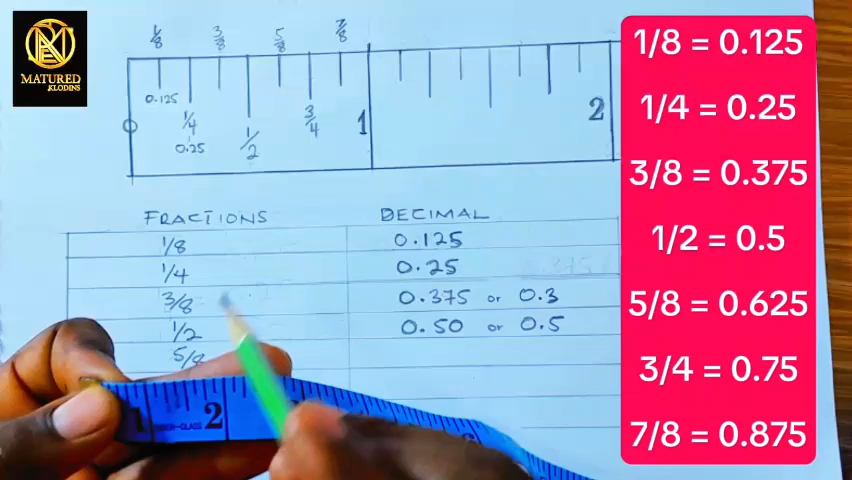 MATURED
KLODINS
1/8 3/8 5/8 7/8
0.125
1/4 3/4 1 2
0.25 1/2
0
FRACTIONS DECIMAL
1/8 0.125
1/4 0.25
3/8 0.375 or 0.3
1/2 0.50 or 0.5
5/8
1 2
1/8 = 0.125
1/4 = 0.25
3/8 = 0.375
1/2 = 0.5
5/8 = 0.625
3/4 = 0.75
7/8 = 0.875